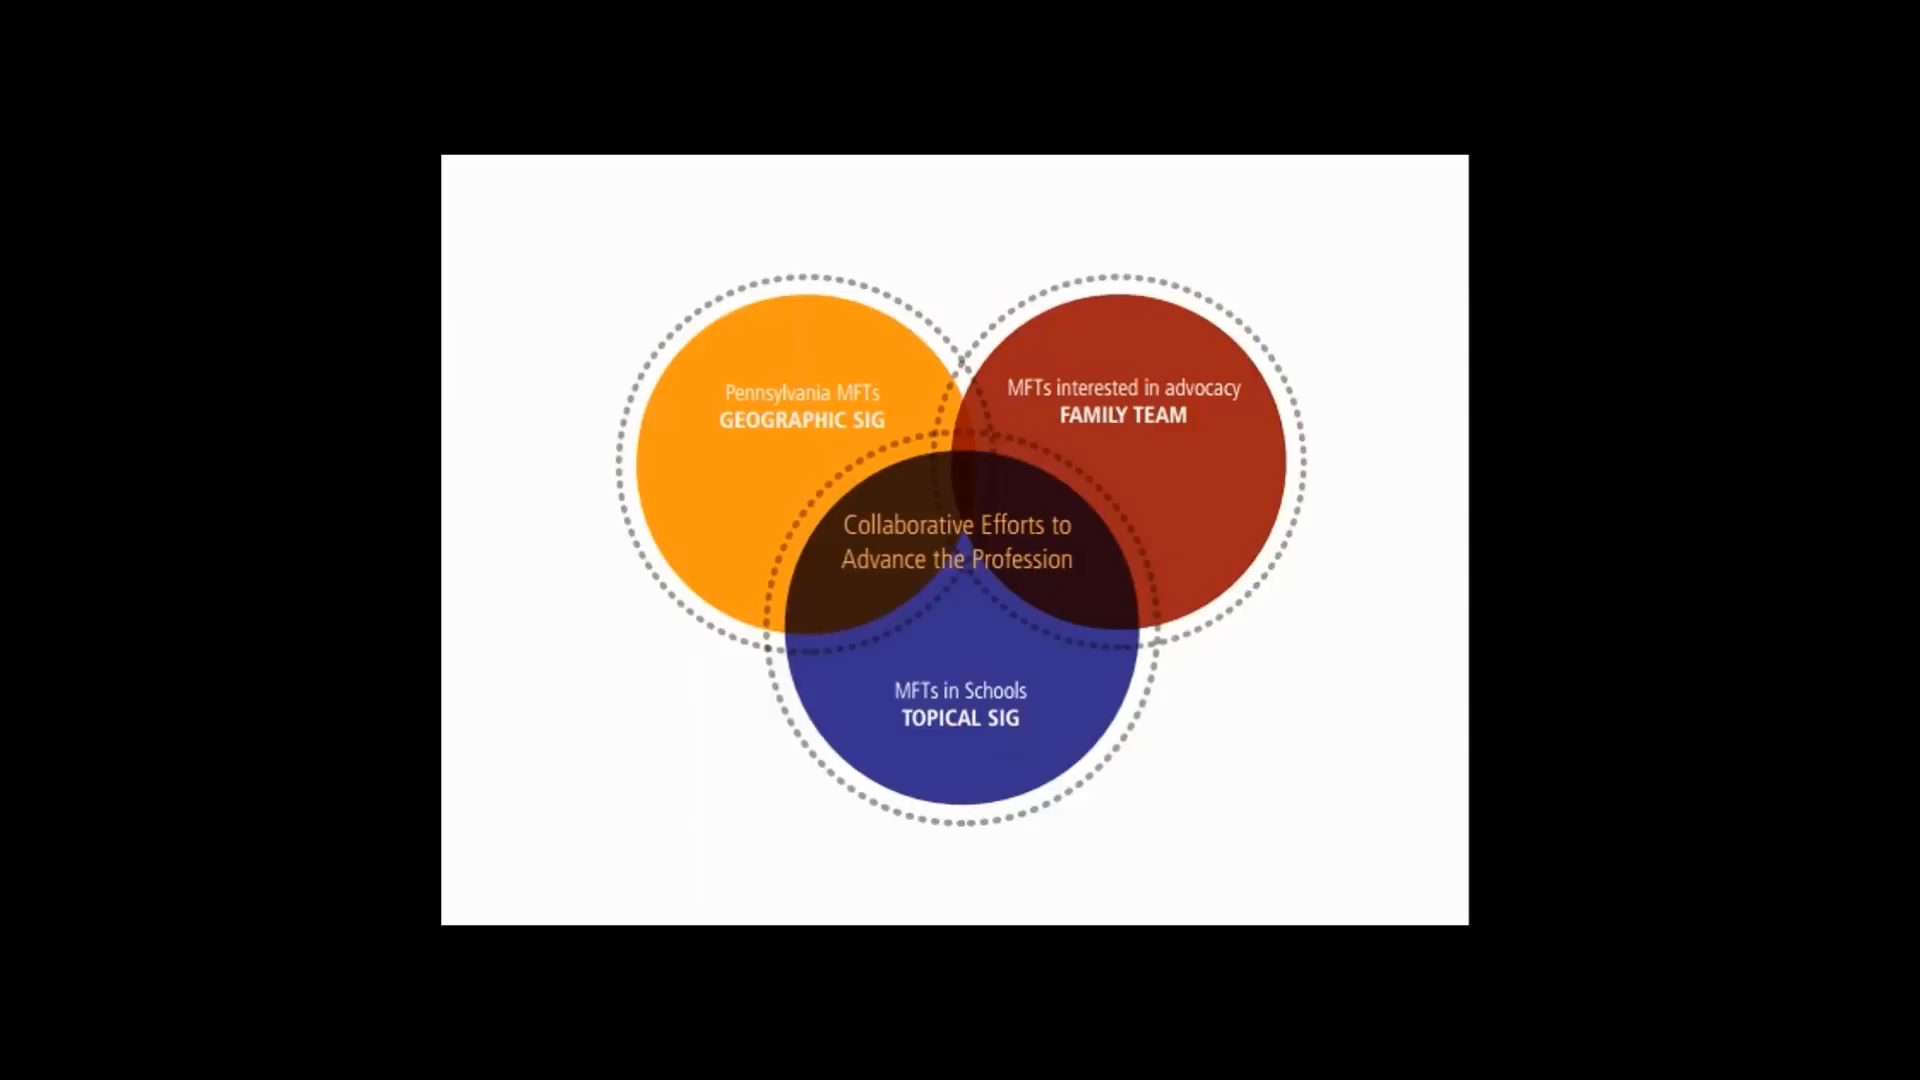 Pennsylvania MFTs
GEOGRAPHIC SIG
MFTs interested in advocacy
FAMILY TEAM
Collaborative Efforts to
Advance the Profession
MFTs in Schools
TOPICAL SIG